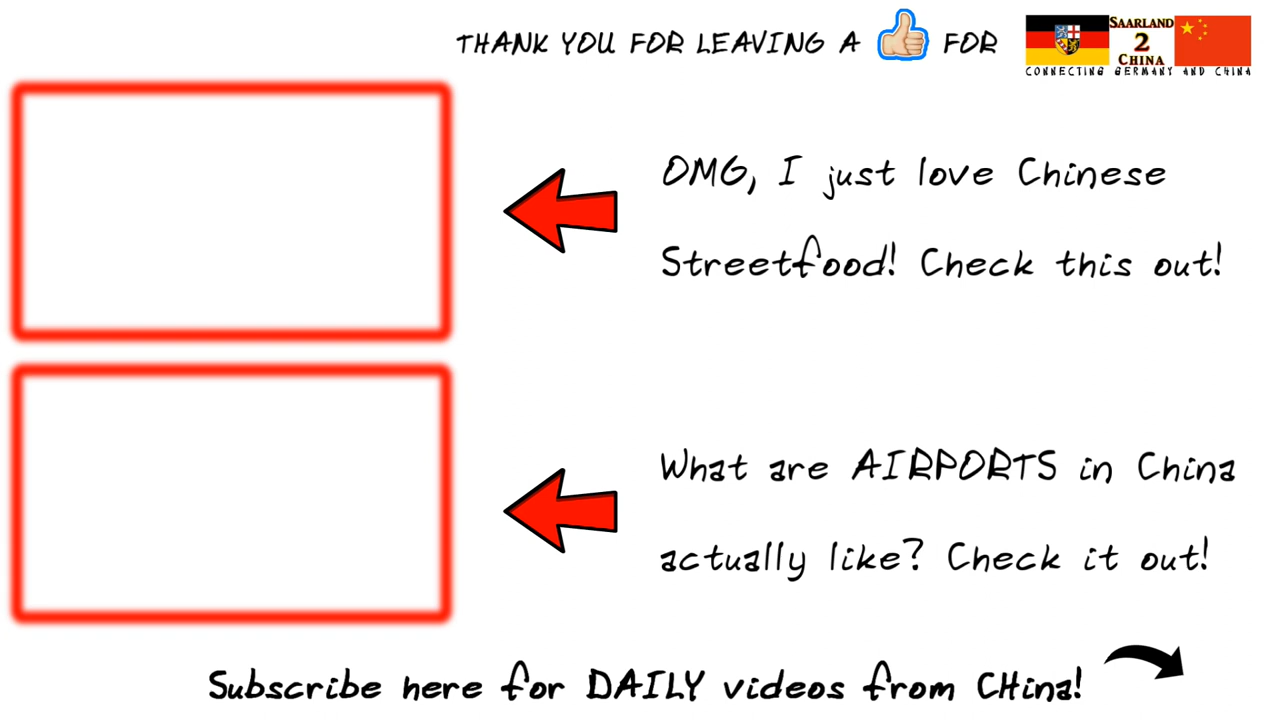 THANK YOU FOR LEAVING A FOR
SAARLAND
2
CHINA
CONNECTING GERMANY AND CHINA
OMG, I just love Chinese
Streetfood! Check this out!
What are AIRPORTS in China
actually like? Check it out!
Subscribe here for DAILY videos from CHina!